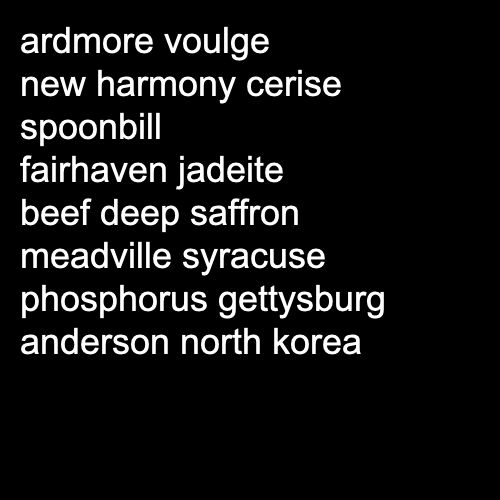 ardmore voulge
new harmony cerise
spoonbill
fairhaven jadeite
beef deep saffron
meadville syracuse
phosphorus gettysburg
anderson north korea